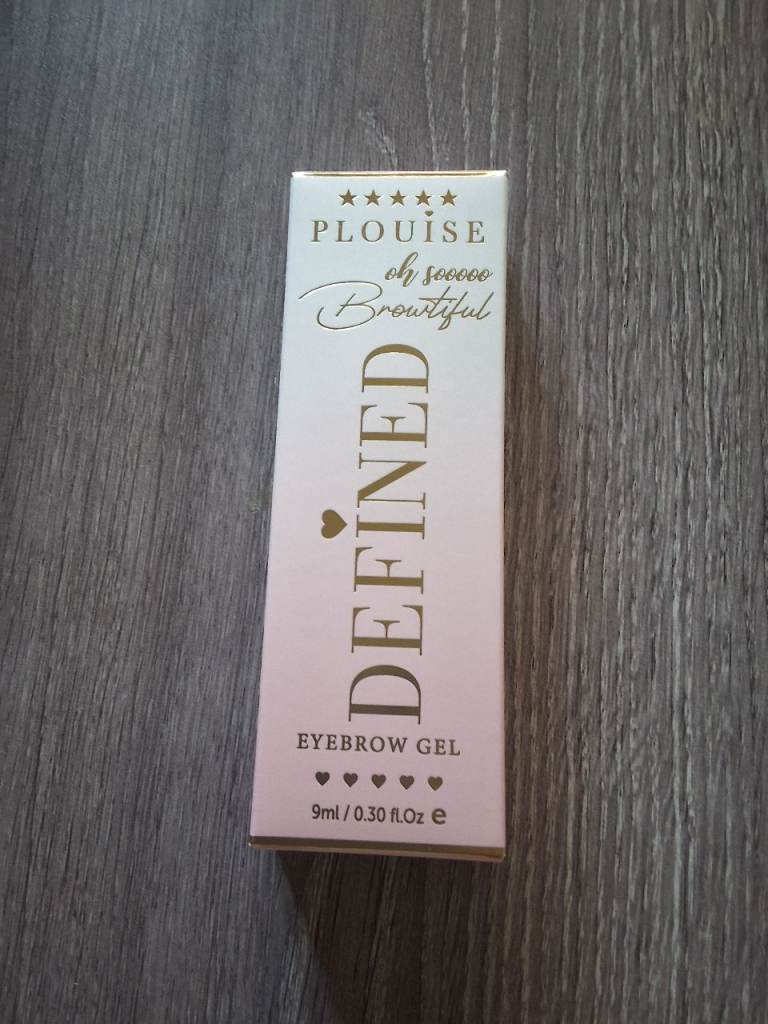 PLOUISE
oh sooooo
Browtiful
DEFINED
EYEBROW GEL
9ml / 0.30 fl.Oz e